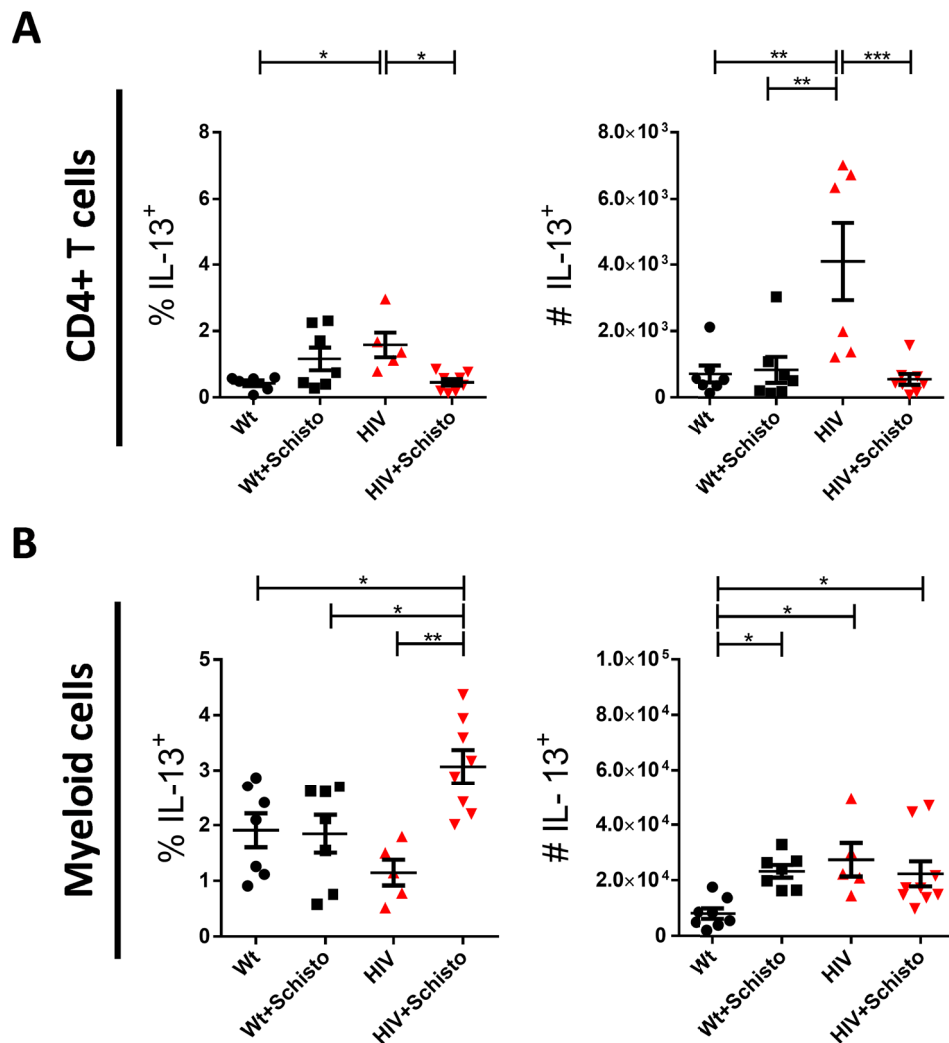 A
CD4+ T cells
* *
% IL-13⁺
8
6
4
2
0
Wt
Wt+Schisto
HIV
HIV+Schisto
** ***
**
# IL-13⁺
8.0×10³
6.0×10³
4.0×10³
2.0×10³
0
Wt
Wt+Schisto
HIV
HIV+Schisto
B
Myeloid cells
*
*
**
% IL-13⁺
5
4
3
2
1
0
Wt
Wt+Schisto
HIV
HIV+Schisto
*
*
*
# IL- 13⁺
1.0×10⁵
8.0×10⁴
6.0×10⁴
4.0×10⁴
2.0×10⁴
0
Wt
Wt+Schisto
HIV
HIV+Schisto